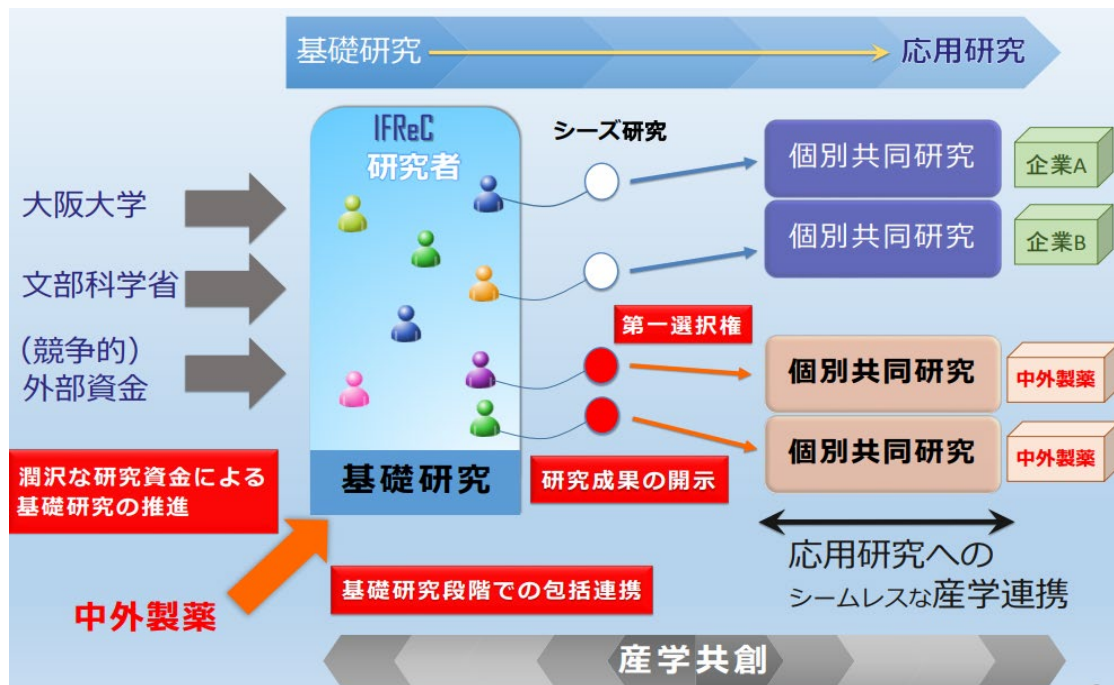 基礎研究
応用研究
IFReC
研究者
シーズ研究
個別共同研究
企業A
大阪大学
個別共同研究
企業B
文部科学省
第一選択権
(競争的)
外部資金
個別共同研究
中外製薬
個別共同研究
中外製薬
基礎研究
研究成果の開示
潤沢な研究資金による
基礎研究の推進
応用研究への
シームレスな産学連携
基礎研究段階での包括連携
中外製薬
産学共創